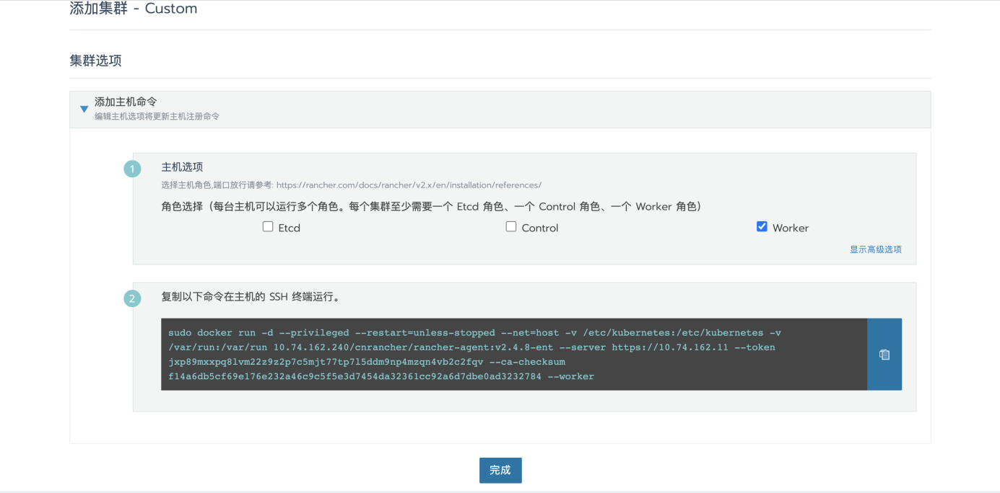 添加集群 - Custom
集群选项
添加主机命令
编辑主机选项将更新主机注册命令
1
主机选项
选择主机角色,端口放行请参考: https://rancher.com/docs/rancher/v2.x/en/installation/references/
角色选择（每台主机可以运行多个角色。每个集群至少需要一个 Etcd 角色、一个 Control 角色、一个 Worker 角色）
Etcd Control Worker
显示高级选项
2
复制以下命令在主机的 SSH 终端运行。
sudo docker run -d --privileged --restart=unless-stopped --net=host -v /etc/kubernetes:/etc/kubernetes -v
/var/run:/var/run 10.74.162.240/cnrancher/rancher-agent:v2.4.8-ent --server https://10.74.162.11 --token
jxp89mxxpq8lvm22z9z2p7c5mjt77tp7l5ddm9np4mzqn4vb2c2fqv --ca-checksum
f14a6db5cf69e176e232a46c9c5f5e3d7454da32361cc92a6d7dbe0ad3232784 --worker
完成